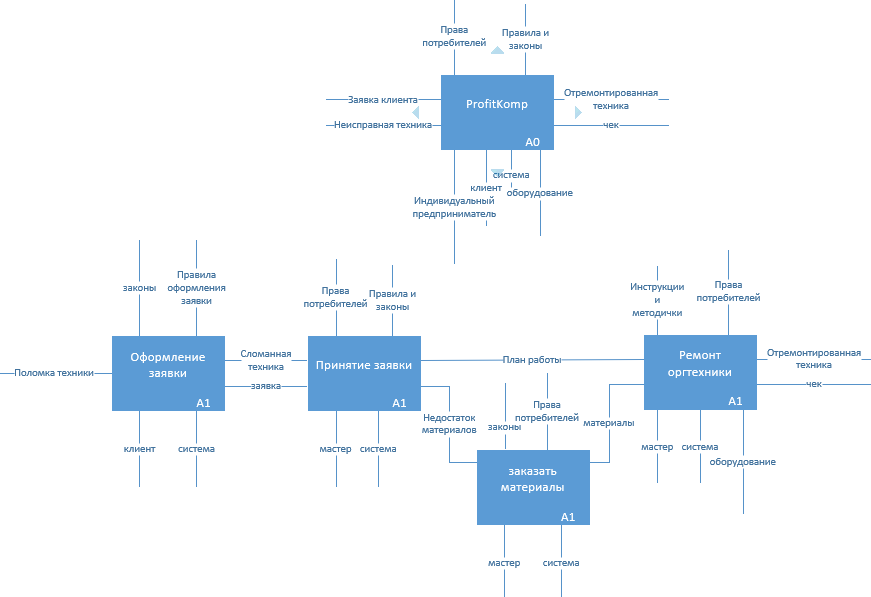 Права
потребителей
Правила и
законы
Заявка клиента
Неисправная техника
ProfitKomp
A0
Отремонтированная
техника
чек
Индивидуальный
предприниматель
клиент
система
оборудование
законы
Правила
оформления
заявки
Поломка техники
Оформление
заявки
A1
клиент
система
Сломанная
техника
заявка
Права
потребителей
Правила и
законы
Принятие заявки
A1
мастер
система
План работы
Недостаток
материалов
законы
Права
потребителей
заказать
материалы
A1
мастер
система
материалы
Инструкции
и
методички
Права
потребителей
Ремонт
оргтехники
A1
мастер
система
оборудование
Отремонтированная
техника
чек